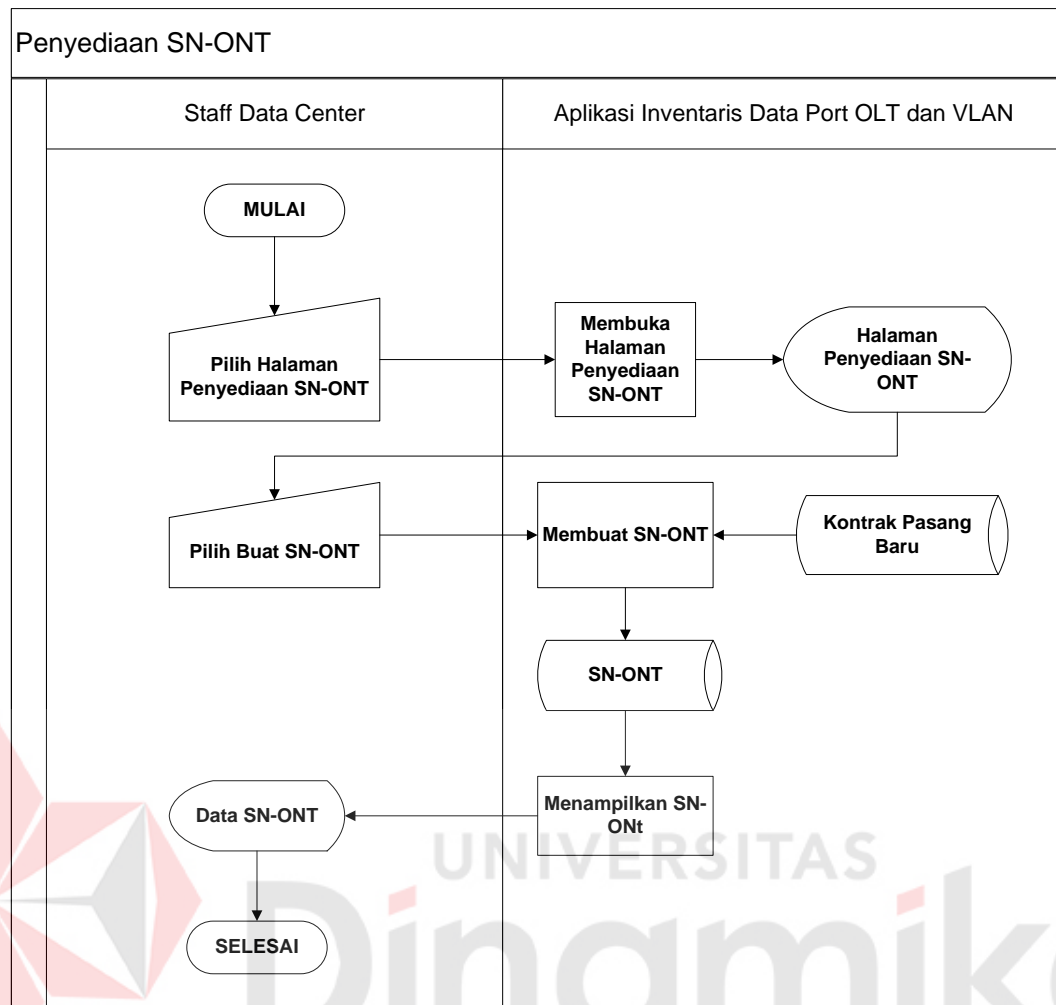 Penyediaan SN-ONT
Staff Data Center
Aplikasi Inventaris Data Port OLT dan VLAN
MULAI
Pilih Halaman
Penyediaan SN-ONT
Membuka
Halaman
Penyediaan
SN-ONT
Halaman
Penyediaan SN-
ONT
Pilih Buat SN-ONT
Membuat SN-ONT
Kontrak Pasang
Baru
SN-ONT
Menampilkan SN-
ONt
Data SN-ONT
SELESAI
UNIVERSITAS
Dinamika